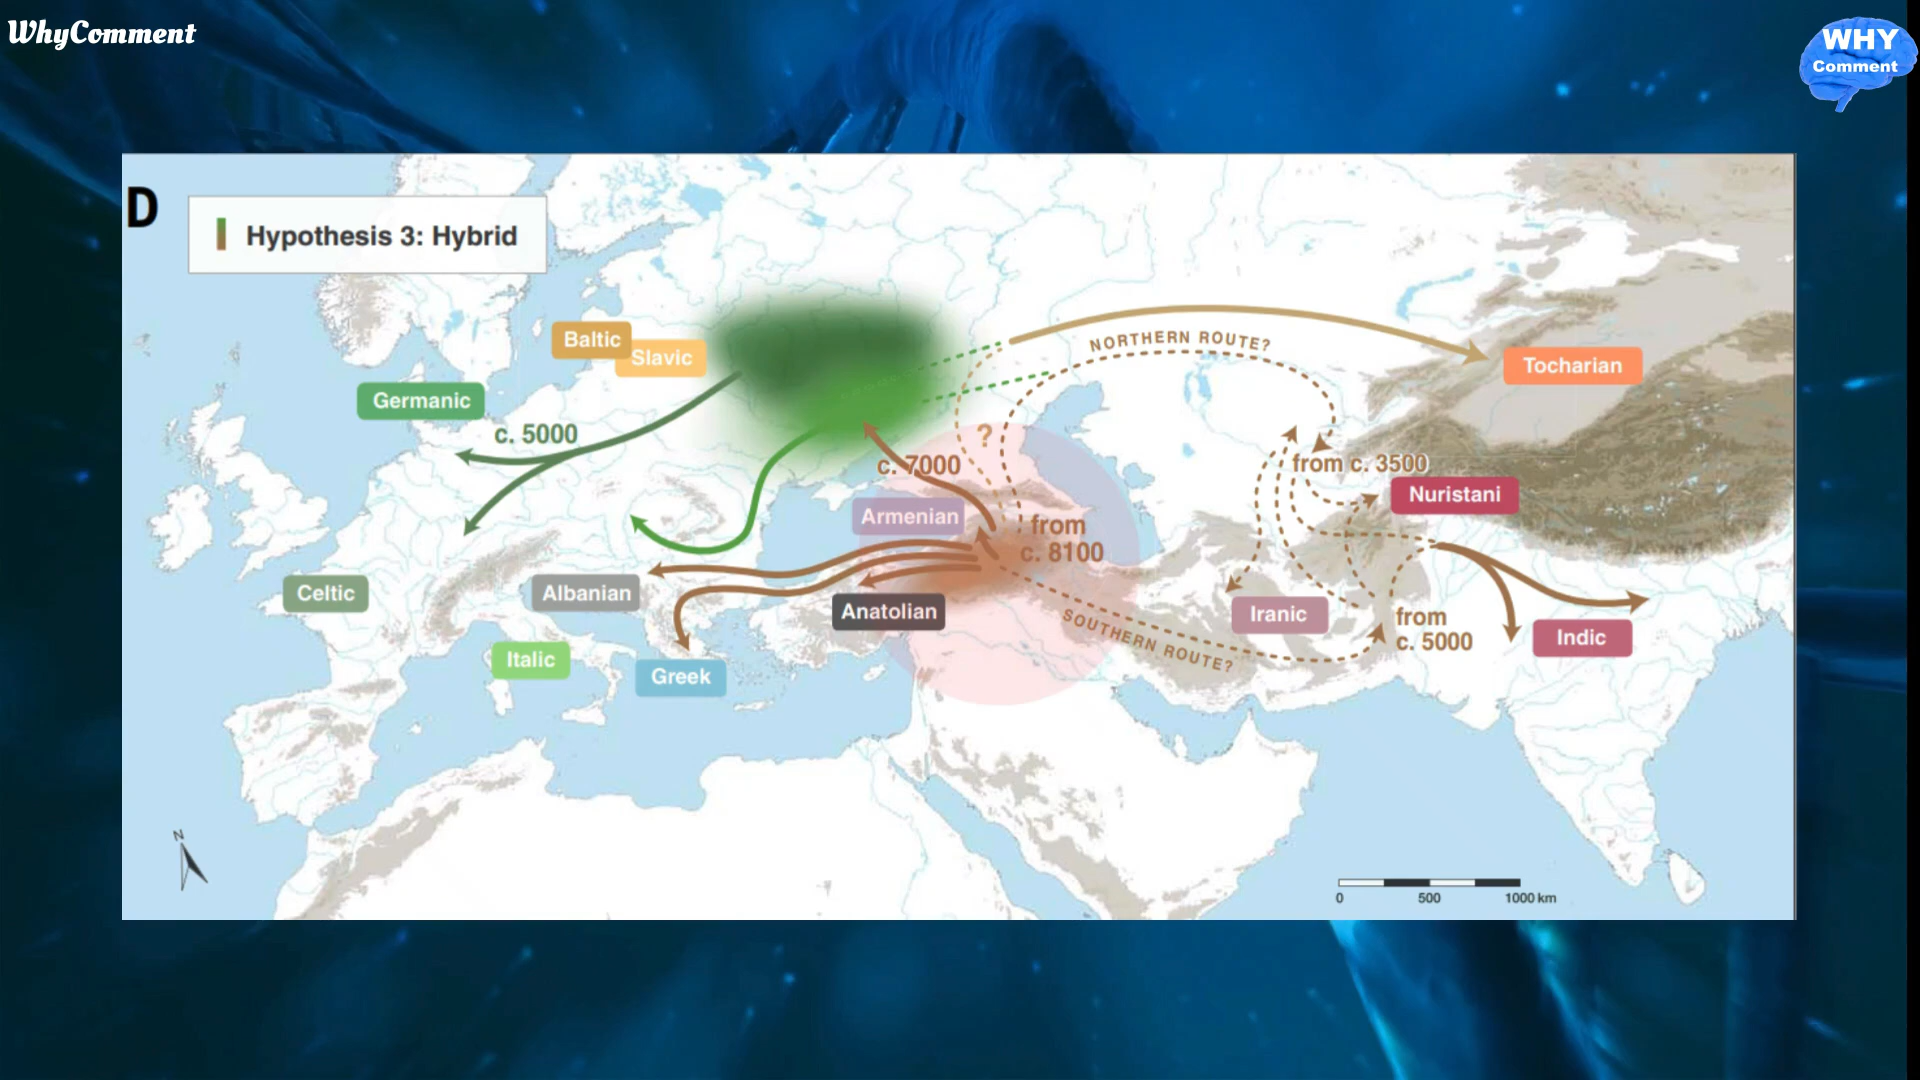 WhyComment
WHY
Comment
D
Hypothesis 3: Hybrid
NORTHERN ROUTE?
Baltic
Slavic
Tocharian
Germanic
c. 5000
?
c. 7000
from c. 3500
Nuristani
Armenian
from
c. 8100
Celtic
Albanian
Anatolian
Iranic
from
c. 5000
SOUTHERN ROUTE?
Indic
Italic
Greek
N
0 500 1000 km